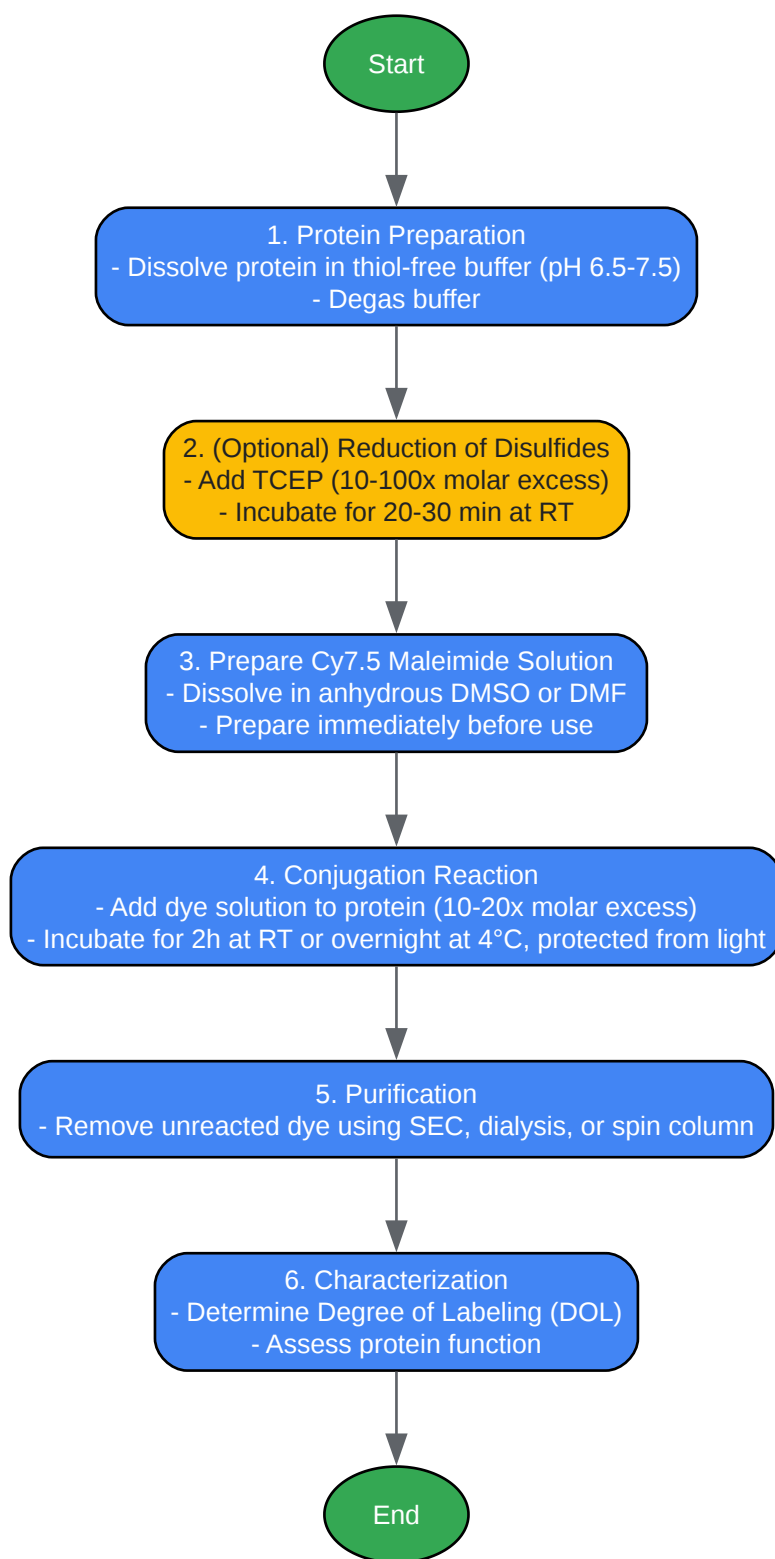 Start
1. Protein Preparation
- Dissolve protein in thiol-free buffer (pH 6.5-7.5)
- Degas buffer
2. (Optional) Reduction of Disulfides
- Add TCEP (10-100x molar excess)
- Incubate for 20-30 min at RT
3. Prepare Cy7.5 Maleimide Solution
- Dissolve in anhydrous DMSO or DMF
- Prepare immediately before use
4. Conjugation Reaction
- Add dye solution to protein (10-20x molar excess)
- Incubate for 2h at RT or overnight at 4°C, protected from light
5. Purification
- Remove unreacted dye using SEC, dialysis, or spin column
6. Characterization
- Determine Degree of Labeling (DOL)
- Assess protein function
End